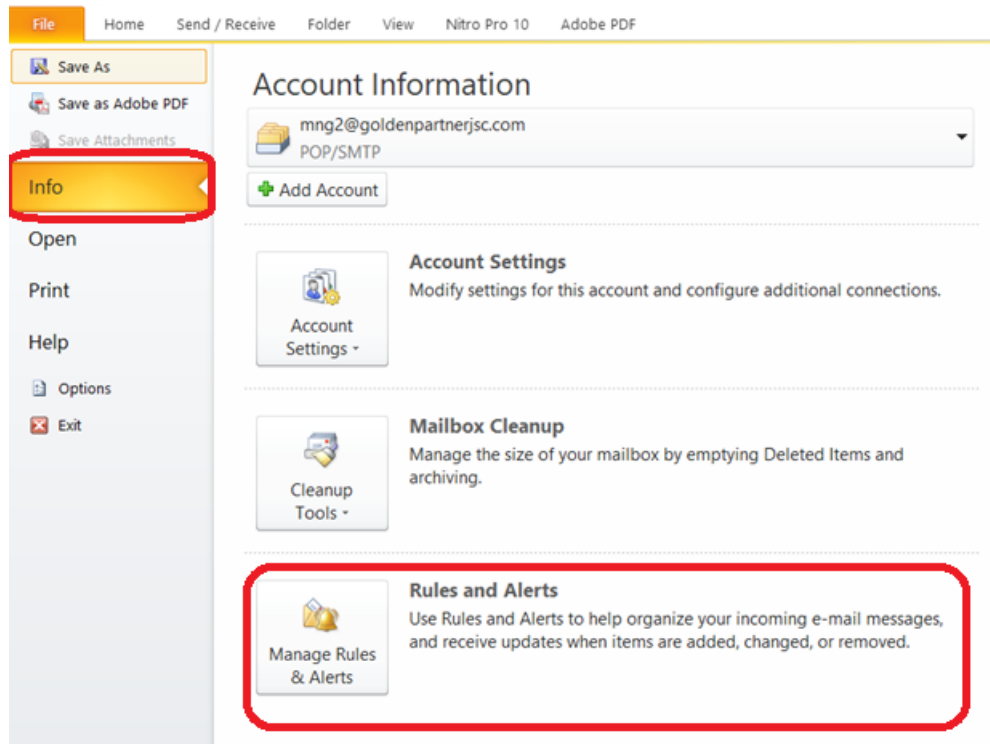 File Home Send / Receive Folder View Nitro Pro 10 Adobe PDF
Save As
Save as Adobe PDF
Save Attachments
Info
Open
Print
Help
Options
Exit
Account Information
mng2@goldenpartnerjsc.com
POP/SMTP
Add Account
Account
Settings
Account Settings
Modify settings for this account and configure additional connections.
Cleanup
Tools
Mailbox Cleanup
Manage the size of your mailbox by emptying Deleted Items and
archiving.
Manage Rules
& Alerts
Rules and Alerts
Use Rules and Alerts to help organize your incoming e-mail messages,
and receive updates when items are added, changed, or removed.